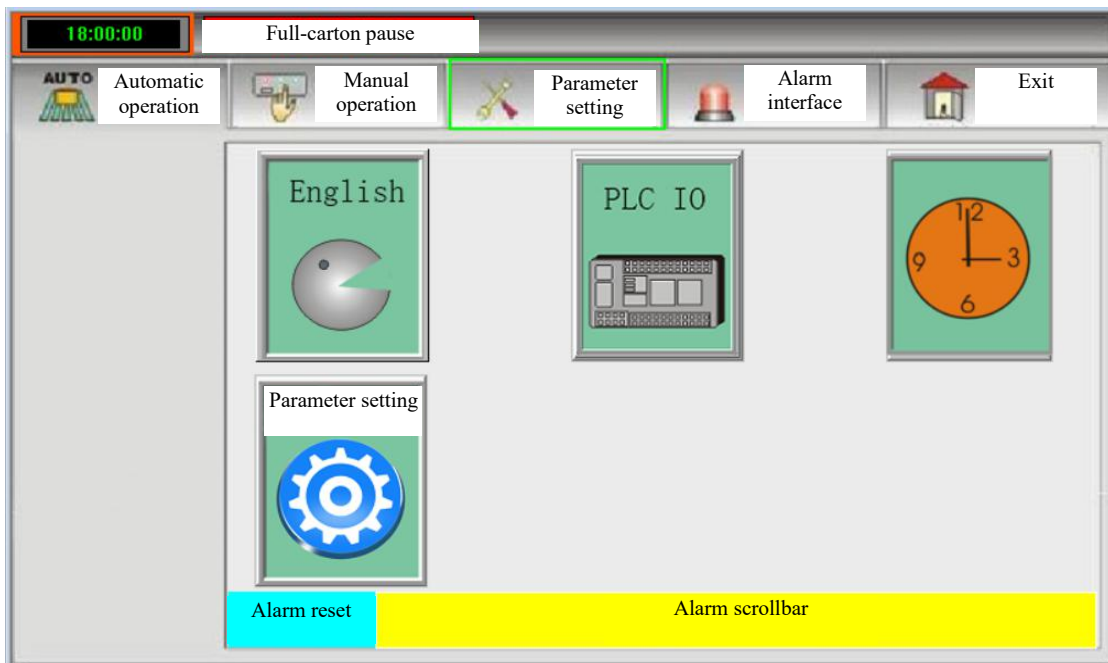 18:00:00
Full-carton pause
AUTO
Automatic
operation
Manual
operation
Parameter
setting
Alarm
interface
Exit
English
PLC IO
12
9
3
6
Parameter setting
Alarm reset
Alarm scrollbar